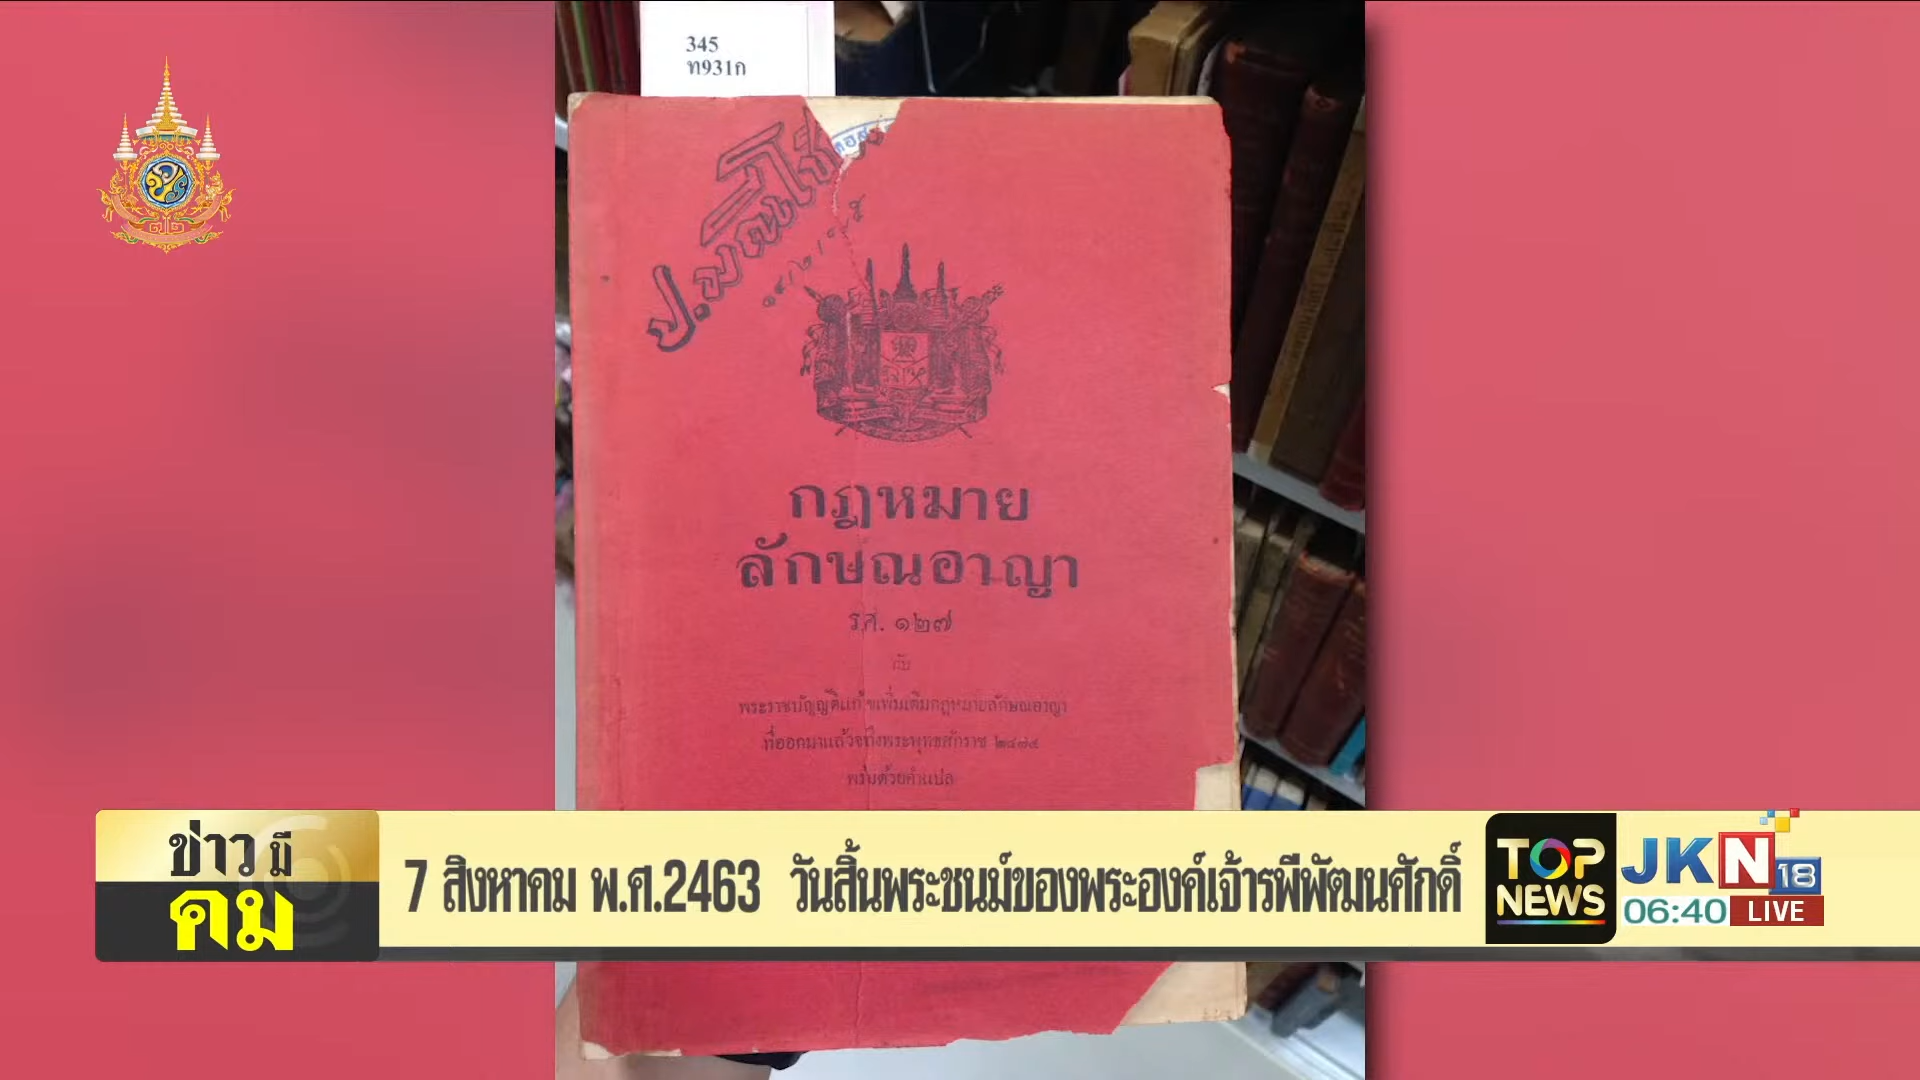 345
ท931ก
กฎหมาย
ลักษณอาญา
ร.ศ. ๑๒๗
กับ
พระราชบัญญัติแก้ไขเพิ่มเติมกฎหมายลักษณอาญา
ที่ออกมาแล้วจนถึงพระพุทธศักราช ๒๔๗๔
พร้อมด้วยคำแปล
ข่าวมี
คม
7 สิงหาคม พ.ศ.2463 วันสิ้นพระชนม์ของพระองค์เจ้ารพีพัฒนศักดิ์
TOP
NEWS
JKN18
06:40 LIVE